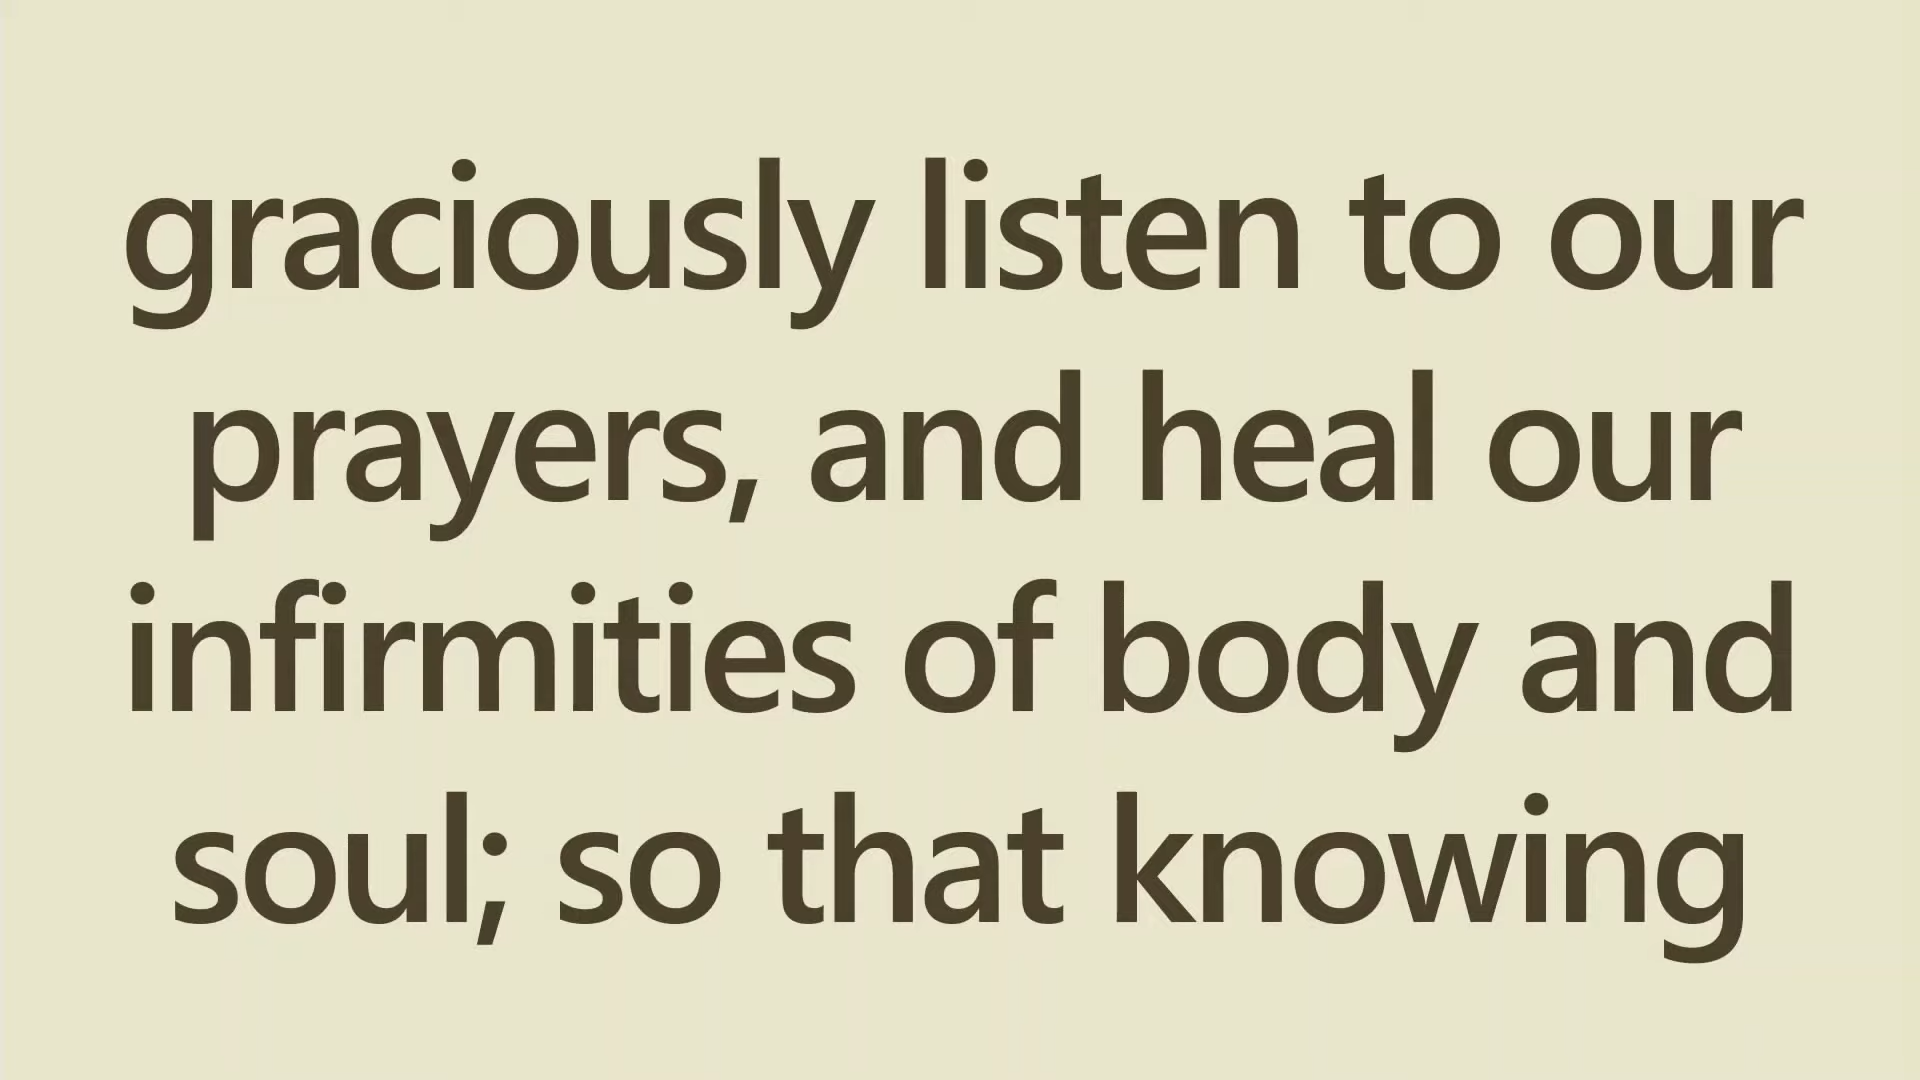 graciously listen to our
prayers, and heal our
infirmities of body and
soul; so that knowing